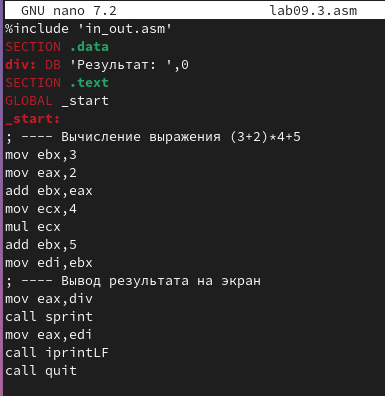 GNU nano 7.2 lab09.3.asm
%include 'in_out.asm'
SECTION .data
div: DB 'Результат: ',0
SECTION .text
GLOBAL _start
_start:
; ---- Вычисление выражения (3+2)*4+5
mov ebx,3
mov eax,2
add ebx,eax
mov ecx,4
mul ecx
add ebx,5
mov edi,ebx
; ---- Вывод результата на экран
mov eax,div
call sprint
mov eax,edi
call iprintLF
call quit